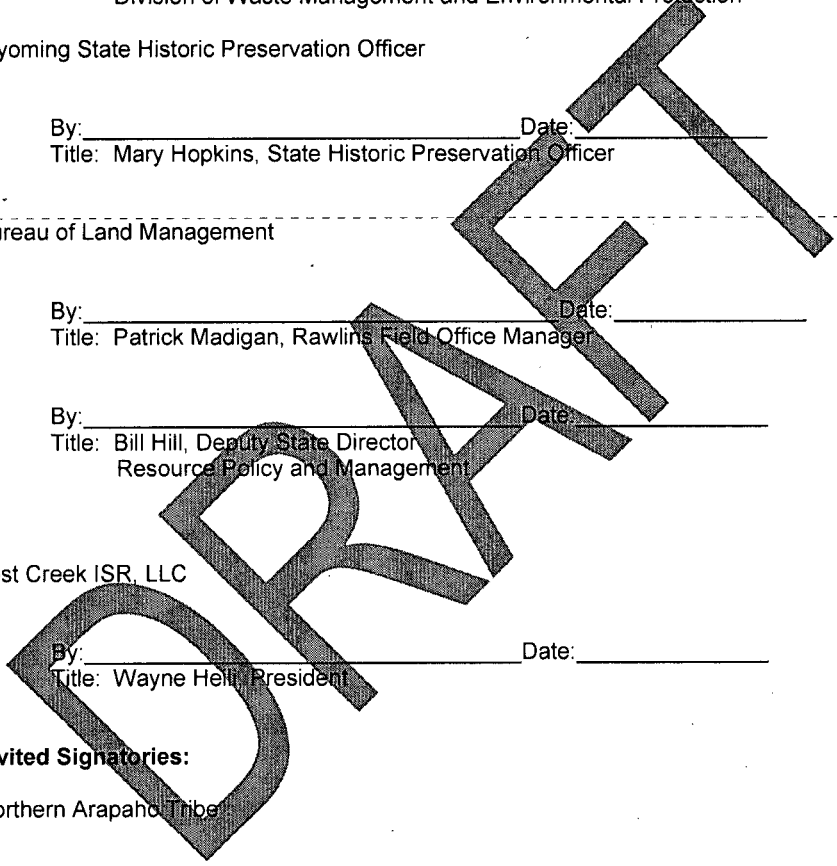 Division of Waste Management and Environmental Protection
yoming State Historic Preservation Officer
By: Date:
Title: Mary Hopkins, State Historic Preservation Officer
ureau of Land Management
By: Date:
Title: Patrick Madigan, Rawlins Field Office Manager
By: Date:
Title: Bill Hill, Deputy State Director
Resource Policy and Management
st Creek ISR, LLC
By: Date:
Title: Wayne Heili, President
vited Signatories:
orthern Arapaho Tribe
DRAFT